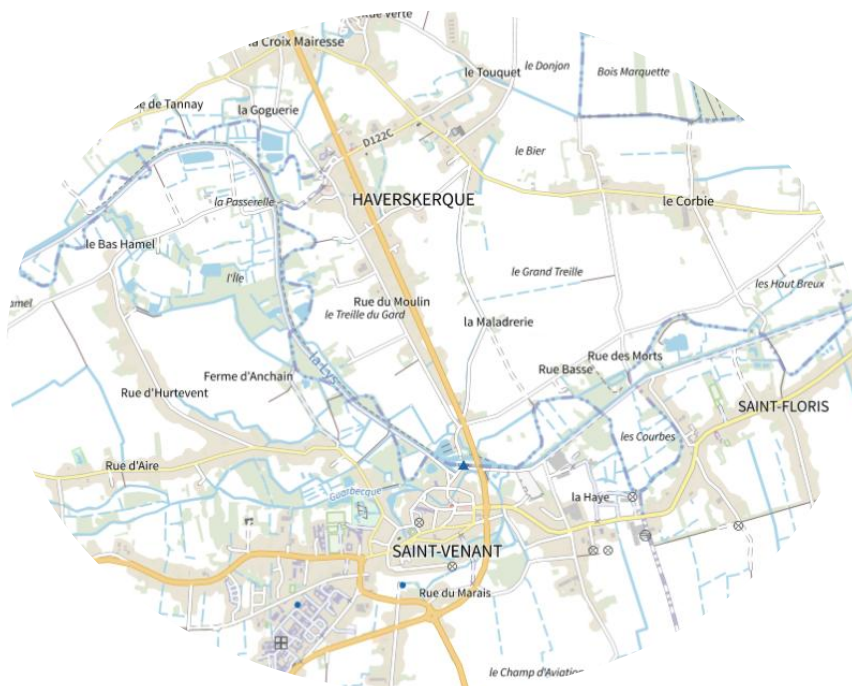 la Croix Mairesse
le Touquet
le Donjon
Bois Marquette
de Tannay
la Goguerie
D122C
le Bier
la Passerelle
HAVERSKERQUE
le Corbie
le Bas Hamel
l'Île
le Grand Treille
les Haut Breux
Rue du Moulin
le Treille du Gard
la Maladrerie
la Lys
Rue des Morts
Rue Basse
Ferme d'Anchain
Rue d'Hurtevent
SAINT-FLORIS
les Courbes
Rue d'Aire
Guarbecque
la Haye
SAINT-VENANT
Rue du Marais
le Champ d'Aviation